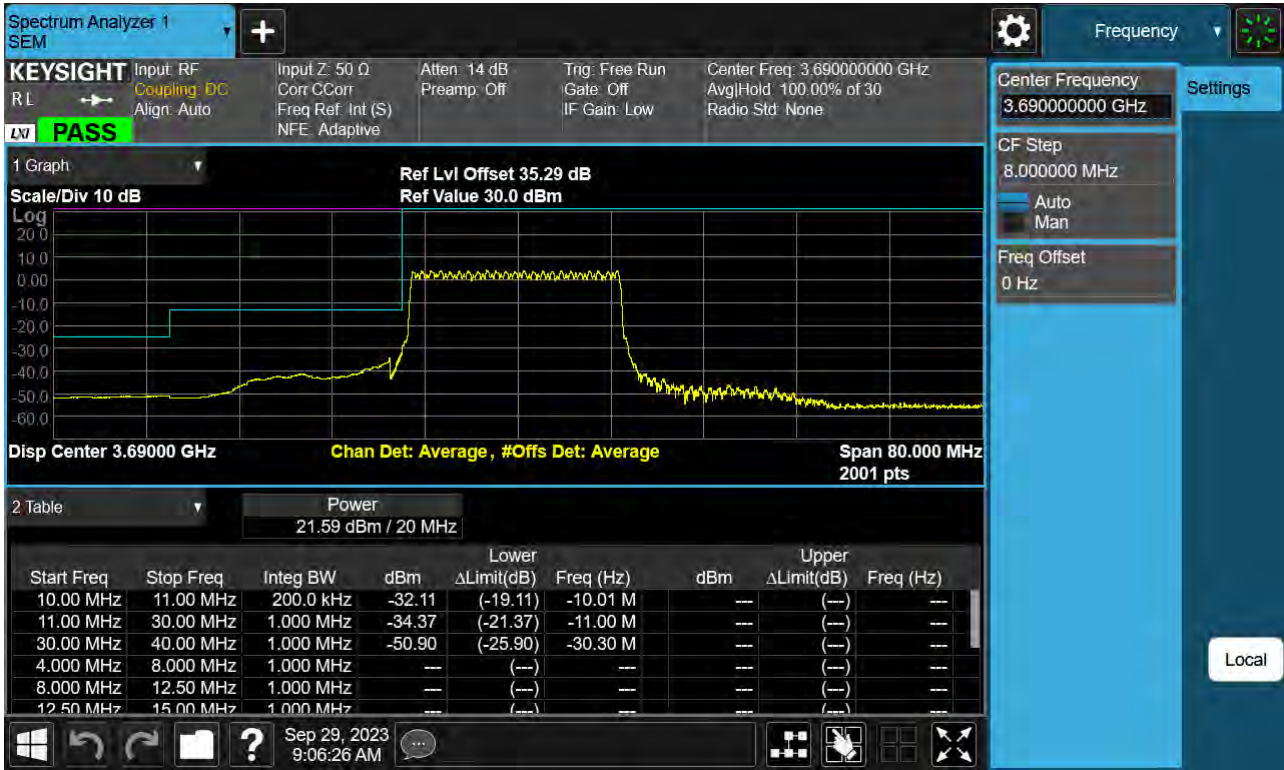 Spectrum Analyzer 1
SEM
Frequency
KEYSIGHT
RL
LXI
PASS
Input: RF
Coupling: DC
Align: Auto
Input Z: 50 Ω
Corr CCorr
Freq Ref: Int (S)
NFE: Adaptive
Atten: 14 dB
Preamp: Off
Trig: Free Run
Gate: Off
IF Gain: Low
Center Freq: 3.690000000 GHz
Avg|Hold: 100.00% of 30
Radio Std: None
Center Frequency
3.690000000 GHz
Settings
CF Step
8.000000 MHz
Auto
Man
Freq Offset
0 Hz
Local
1 Graph
Scale/Div 10 dB
Ref Lvl Offset 35.29 dB
Ref Value 30.0 dBm
Log
20.0
10.0
0.00
-10.0
-20.0
-30.0
-40.0
-50.0
-60.0
Disp Center 3.69000 GHz
Chan Det: Average, #Offs Det: Average
Span 80.000 MHz
2001 pts
2 Table
Power
21.59 dBm / 20 MHz
Lower Upper
Start Freq Stop Freq Integ BW dBm ΔLimit(dB) Freq (Hz) dBm ΔLimit(dB) Freq (Hz)
10.00 MHz 11.00 MHz 200.0 kHz -32.11 (-19.11) -10.01 M --- (---) ---
11.00 MHz 30.00 MHz 1.000 MHz -34.37 (-21.37) -11.00 M --- (---) ---
30.00 MHz 40.00 MHz 1.000 MHz -50.90 (-25.90) -30.30 M --- (---) ---
4.000 MHz 8.000 MHz 1.000 MHz --- (---) --- --- (---) ---
8.000 MHz 12.50 MHz 1.000 MHz --- (---) --- --- (---) ---
12.50 MHz 15.00 MHz 1.000 MHz --- (---) --- --- (---) ---
?
Sep 29, 2023
9:06:26 AM